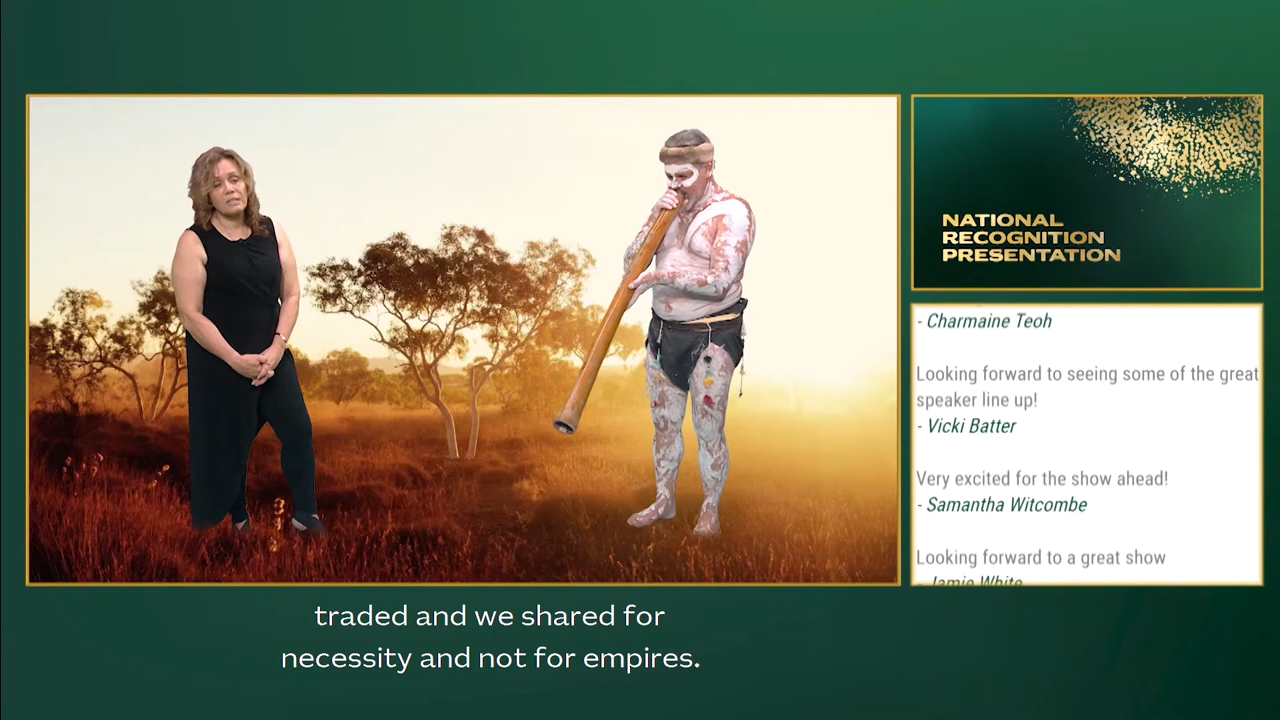 NATIONAL
RECOGNITION
PRESENTATION
- Charmaine Teoh
Looking forward to seeing some of the great
speaker line up!
- Vicki Batter
Very excited for the show ahead!
- Samantha Witcombe
Looking forward to a great show
- Jamie White
traded and we shared for
necessity and not for empires.